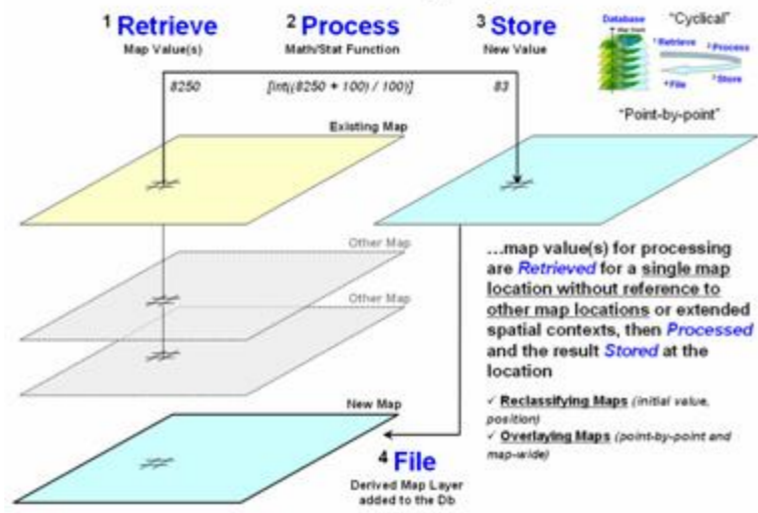 1 Retrieve
Map Value(s)
2 Process
Math/Stat Function
3 Store
New Value
8250
[int((8250 + 100) / 100)]
83
Database
"Cyclical"
1 Retrieve
2 Process
3 Store
4 File
"Point-by-point"
Existing Map
Other Map
Other Map
...map value(s) for processing
are Retrieved for a single map
location without reference to
other map locations or extended
spatial contexts, then Processed
and the result Stored at the
location
✓ Reclassifying Maps (initial value,
position)
✓ Overlaying Maps (point-by-point and
map-wide)
New Map
4 File
Derived Map Layer
added to the Db